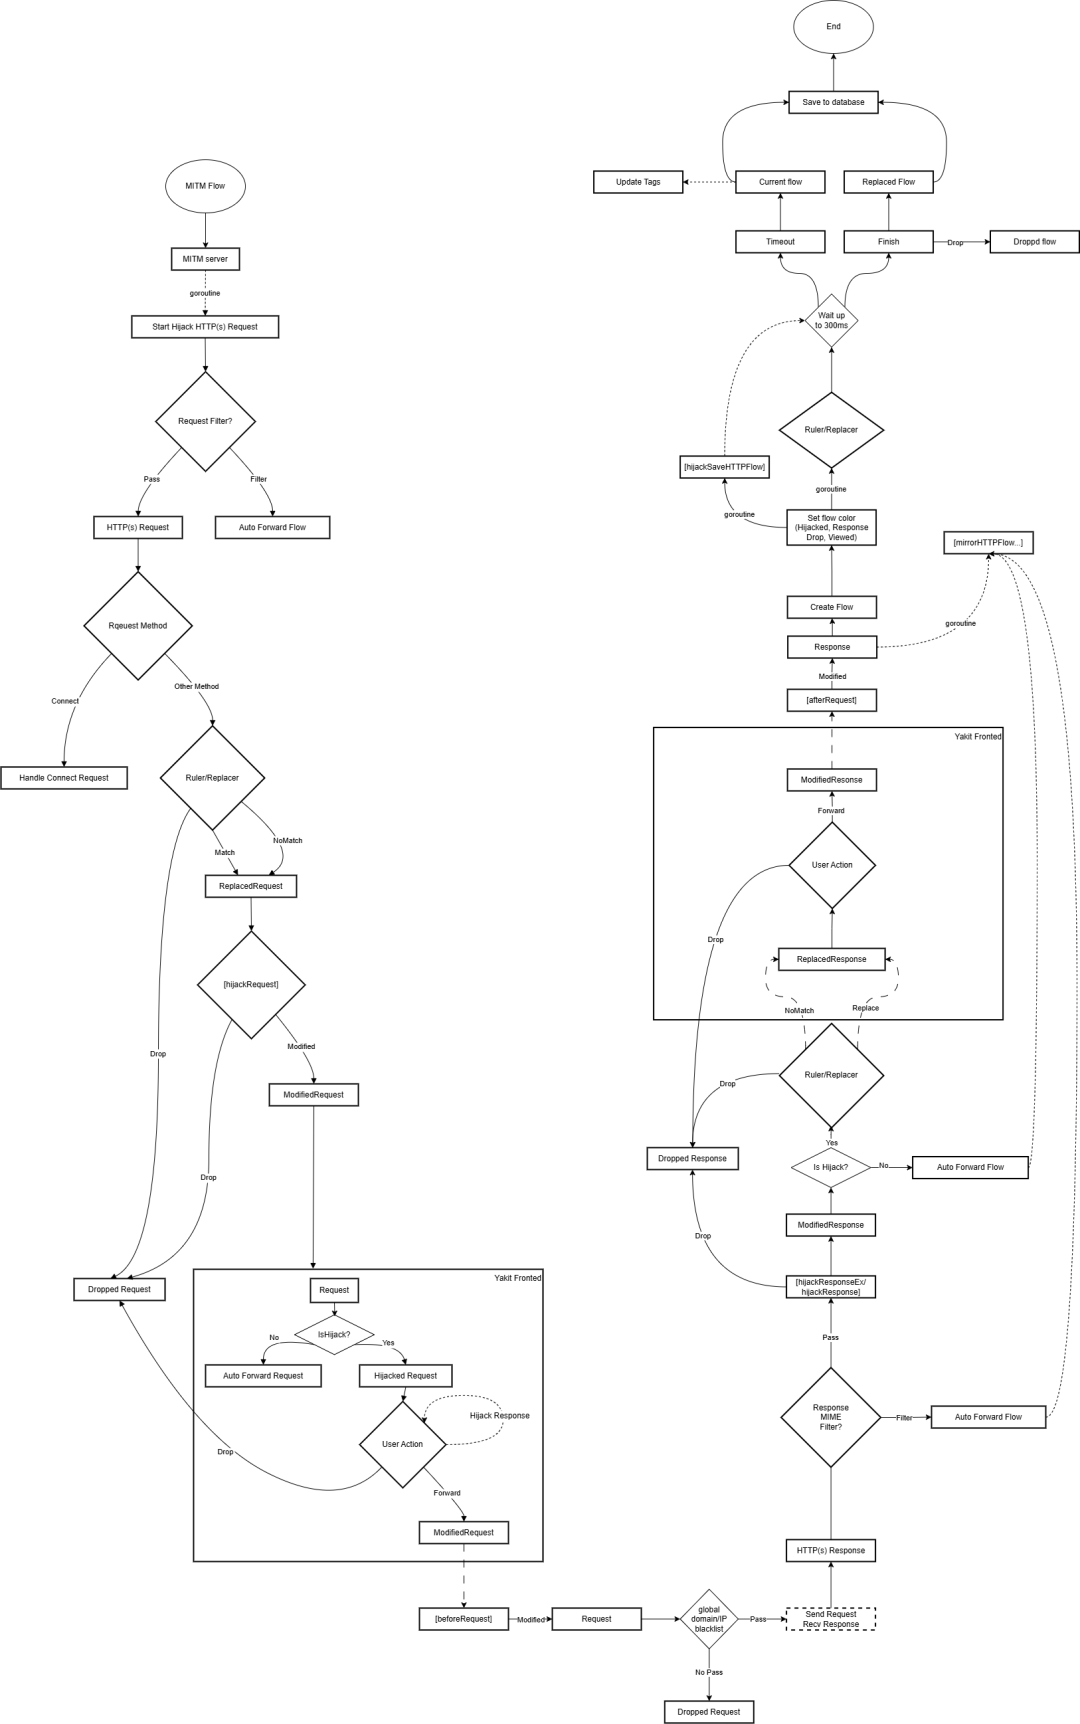 MITM Flow
MITM server
goroutine
Start Hijack HTTP(s) Request
Request Filter?
Pass
Filter
HTTP(s) Request
Auto Forward Flow
Rqeuest Method
Connect
Other Method
Handle Connect Request
Ruler/Replacer
Match
NoMatch
ReplacedRequest
[hijackRequest]
Drop
Modified
ModifiedRequest
Drop
Dropped Request
Yakit Fronted
Request
IsHijack?
No
Yes
Auto Forward Request
Hijacked Request
User Action
Hijack Response
Drop
Forward
ModifiedRequest
[beforeRequest]
Modified
Request
global
domain/IP
blacklist
No Pass
Dropped Request
Pass
Send Request
Recv Response
HTTP(s) Response
Response
MIME
Filter?
Filter
Auto Forward Flow
Pass
[hijackResponseEx/
hijackResponse]
Drop
ModifiedResponse
Is Hijack?
No
Auto Forward Flow
Yes
Dropped Response
Drop
Ruler/Replacer
NoMatch
Replace
Yakit Fronted
ReplacedResponse
Drop
User Action
Forward
ModifiedResonse
[afterRequest]
Modified
Response
goroutine
[mirrorHTTPFlow...]
Create Flow
Set flow color
(Hijacked, Response
Drop, Viewed)
goroutine
goroutine
[hijackSaveHTTPFlow]
Ruler/Replacer
Wait up
to 300ms
Timeout
Finish
Drop
Droppd flow
Update Tags
Current flow
Replaced Flow
Save to database
End